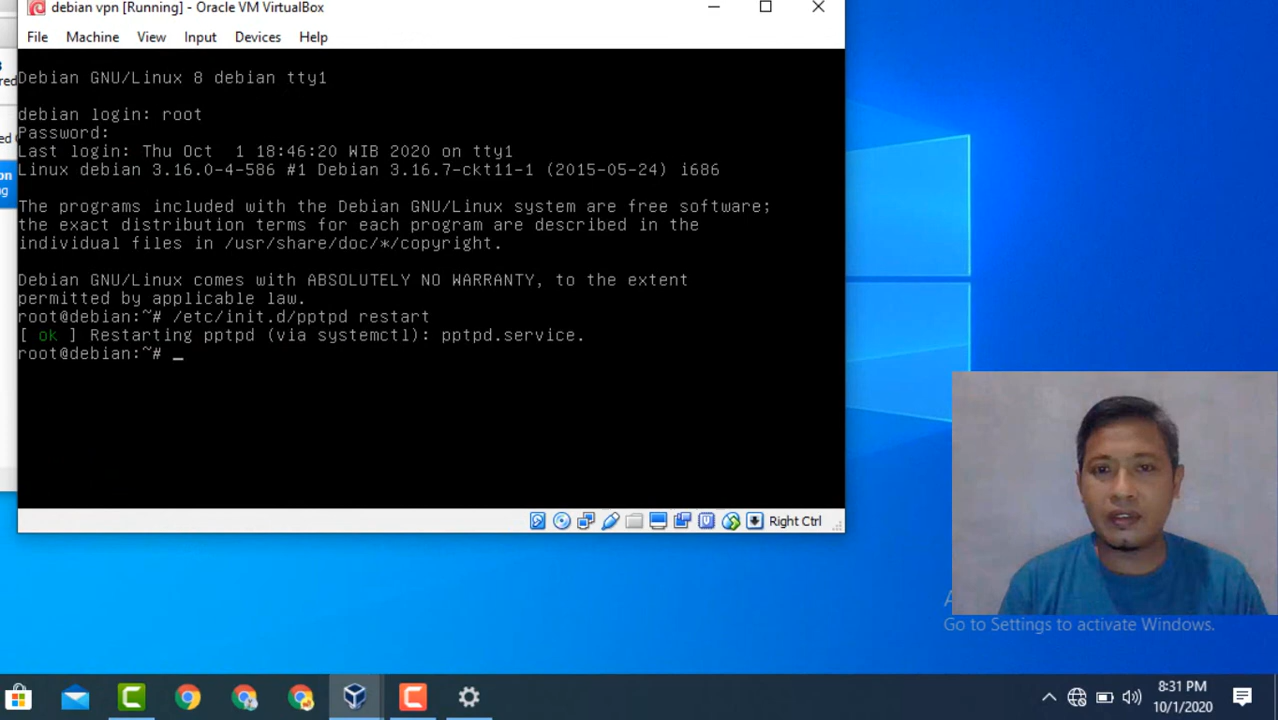 debian vpn [Running] - Oracle VM VirtualBox
File Machine View Input Devices Help
Debian GNU/Linux 8 debian tty1
debian login: root
Password:
Last login: Thu Oct  1 18:46:20 WIB 2020 on tty1
Linux debian 3.16.0-4-586 #1 Debian 3.16.7-ckt11-1 (2015-05-24) i686
The programs included with the Debian GNU/Linux system are free software;
the exact distribution terms for each program are described in the
individual files in /usr/share/doc/*/copyright.
Debian GNU/Linux comes with ABSOLUTELY NO WARRANTY, to the extent
permitted by applicable law.
root@debian:~# /etc/init.d/pptpd restart
[ ok ] Restarting pptpd (via systemctl): pptpd.service.
root@debian:~# _
Right Ctrl
Go to Settings to activate Windows.
8:31 PM
10/1/2020